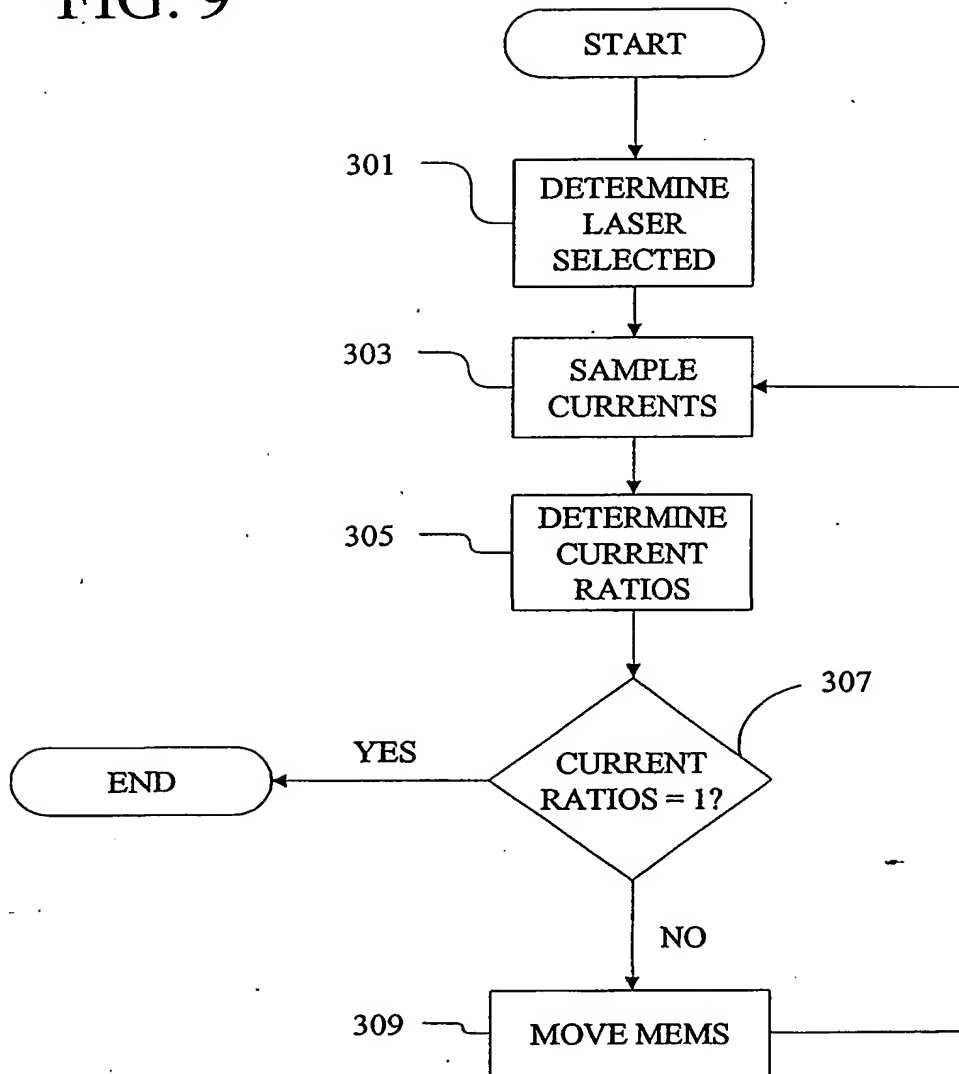 FIG. 9
START
301
DETERMINE
LASER
SELECTED
303
SAMPLE
CURRENTS
305
DETERMINE
CURRENT
RATIOS
307
CURRENT
RATIOS = 1?
YES
END
NO
309
MOVE MEMS